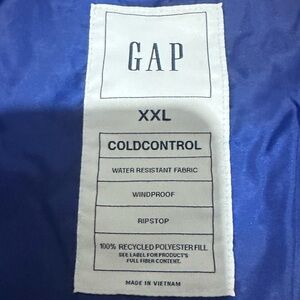 GAP
XXL
COLDCONTROL
WATER RESISTANT FABRIC
WINDPROOF
RIPSTOP
100% RECYCLED POLYESTER FILL
SEE LABEL FOR PRODUCT'S
FULL FIBER CONTENT.
MADE IN VIETNAM